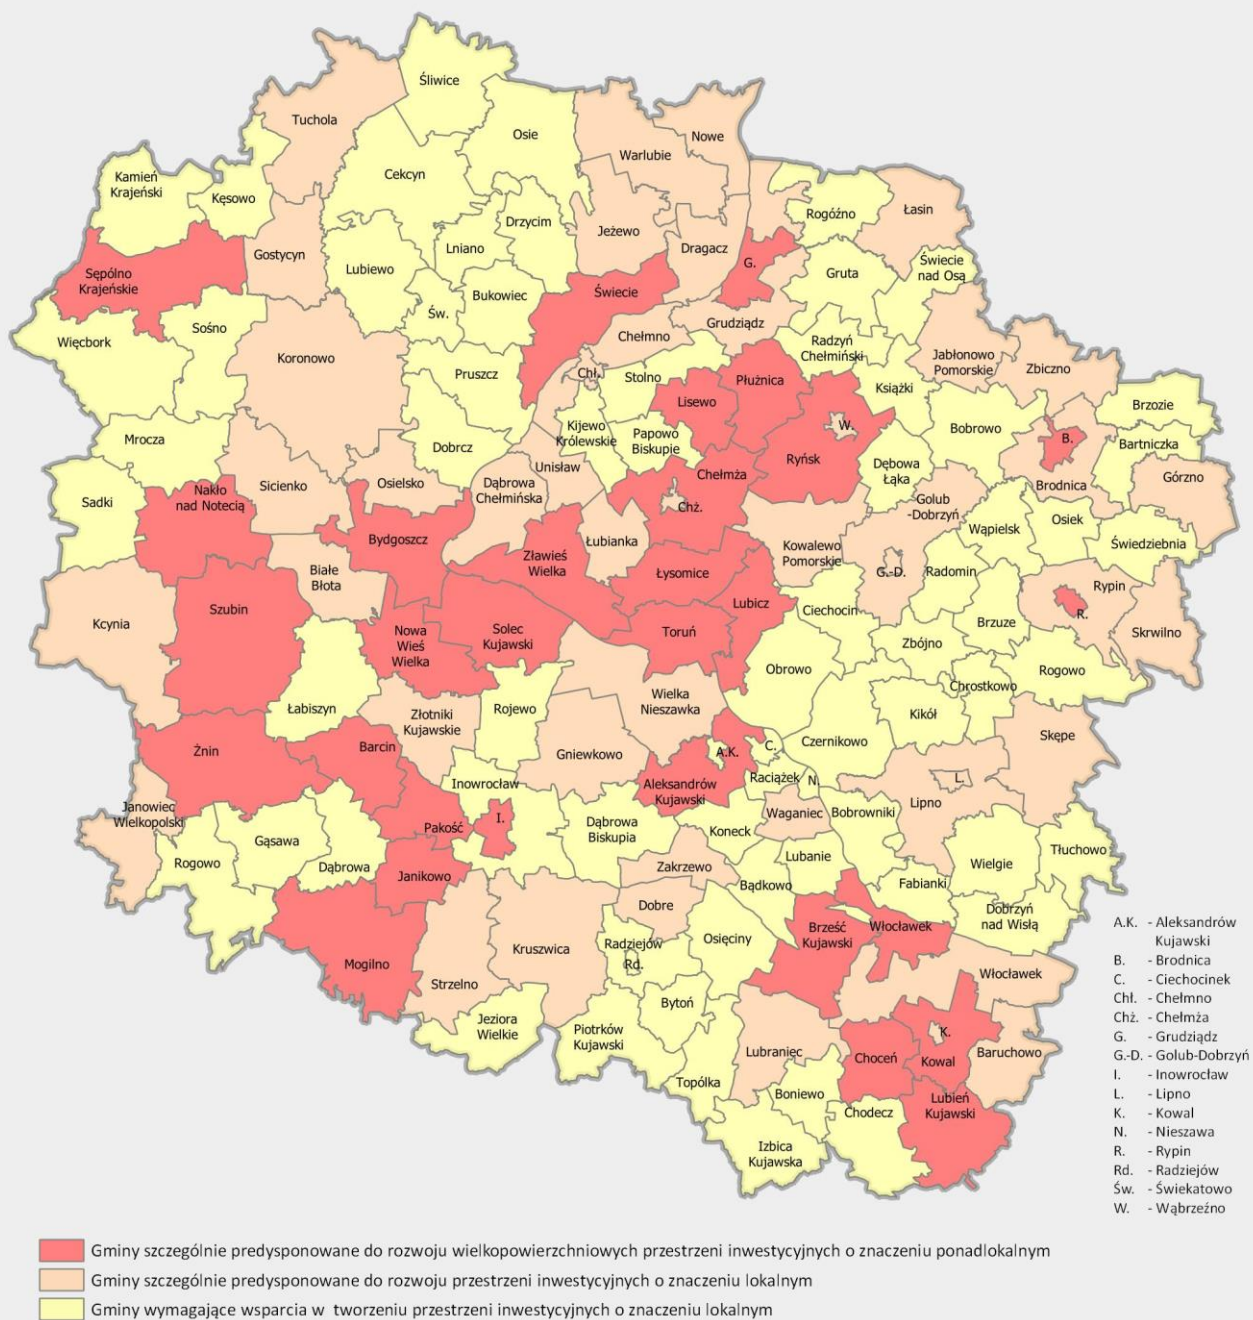 Śliwice
Tuchola
Osie
Nowe
Warlubie
Cekcyn
Kamień
Krajeński
Kęsowo
Rogóźno
Łasin
Drzycim
Jeżewo
Dragacz
Lniano
Gostycyn
Lubiewo
G.
Gruta
Świecie
nad Osą
Sępólno
Krajeńskie
Bukowiec
Świecie
Św.
Sośno
Więcbork
Chełmno
Grudziądz
Radzyń
Chełmiński
Koronowo
Jabłonowo
Pomorskie
Zbiczno
Pruszcz
Chł.
Stolno
Płużnica
Książki
Lisewo
Brzozie
Mrocza
Dobrcz
Kijewo
Królewskie
Papowo
Biskupie
W.
Bobrowo
B.
Bartniczka
Unisław
Ryńsk
Dębowa
Łąka
Chełmża
Górzno
Sadki
Nakło
nad Notecią
Sicienko
Osielsko
Dąbrowa
Chełmińska
Brodnica
Golub
-Dobrzyń
Chż.
Wąpielsk
Osiek
Bydgoszcz
Łubianka
Świedziebnia
Kowalewo
Pomorskie
Zławieś
Wielka
Białe
Błota
Łysomice
G.-D.
Radomin
Rypin
Szubin
Lubicz
Ciechocin
R.
Kcynia
Nowa
Wieś
Wielka
Solec
Kujawski
Toruń
Brzuze
Skrwilno
Zbójno
Obrowo
Rogowo
Chrostkowo
Łabiszyn
Wielka
Nieszawka
Rojewo
Złotniki
Kujawskie
Kikół
Skępe
Żnin
Barcin
Gniewkowo
A.K.
C.
Czernikowo
Inowrocław
Aleksandrów
Kujawski
Raciążek
N.
L.
Janowiec
Wielkopolski
Lipno
Waganiec
Bobrowniki
I.
Pakość
Dąbrowa
Biskupia
Koneck
Gąsawa
Rogowo
Dąbrowa
Zakrzewo
Lubanie
Wielgie
Tłuchowo
Janikowo
Bądkowo
Fabianki
Dobre
Dobrzyń
nad Wisłą
Brześć
Kujawski
Włocławek
Kruszwica
Radziejów
Osięciny
Mogilno
Rd.
Strzelno
Włocławek
Bytoń
Jeziora
Wielkie
Piotrków
Kujawski
K.
Lubraniec
Choceń
Kowal
Baruchowo
Topólka
Boniewo
Lubień
Kujawski
Chodecz
Izbica
Kujawska
A.K. - Aleksandrów
Kujawski
B. - Brodnica
C. - Ciechocinek
Chł. - Chełmno
Chż. - Chełmża
G. - Grudziądz
G.-D. - Golub-Dobrzyń
I. - Inowrocław
L. - Lipno
K. - Kowal
N. - Nieszawa
R. - Rypin
Rd. - Radziejów
Św. - Świekatowo
W. - Wąbrzeźno
Gminy szczególnie predysponowane do rozwoju wielkopowierzchniowych przestrzeni inwestycyjnych o znaczeniu ponadlokalnym
Gminy szczególnie predysponowane do rozwoju przestrzeni inwestycyjnych o znaczeniu lokalnym
Gminy wymagające wsparcia w tworzeniu przestrzeni inwestycyjnych o znaczeniu lokalnym